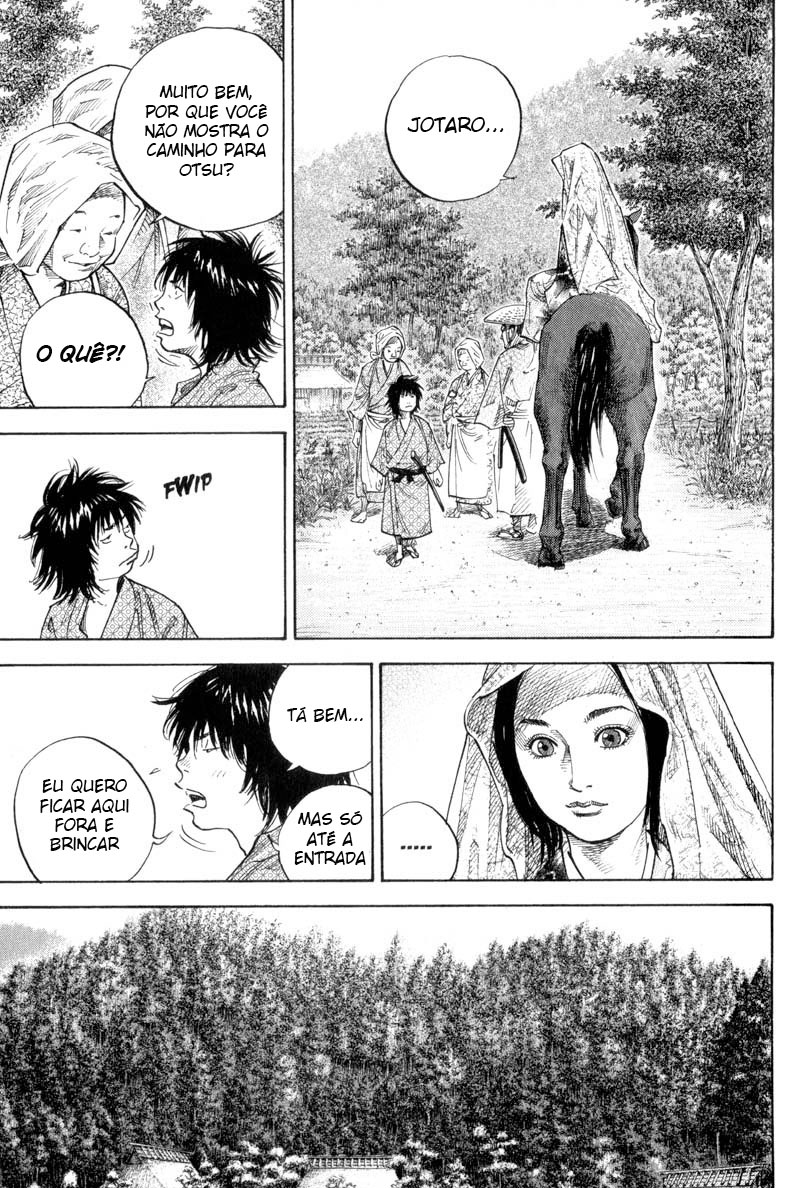 JOTARO...
MUITO BEM,
POR QUE VOCÊ
NÃO MOSTRA O
CAMINHO PARA
OTSU?
O QUÊ?!
FWIP
.....
TÁ BEM...
MAS SÓ
ATÉ A
ENTRADA
EU QUERO
FICAR AQUI
FORA E
BRINCAR